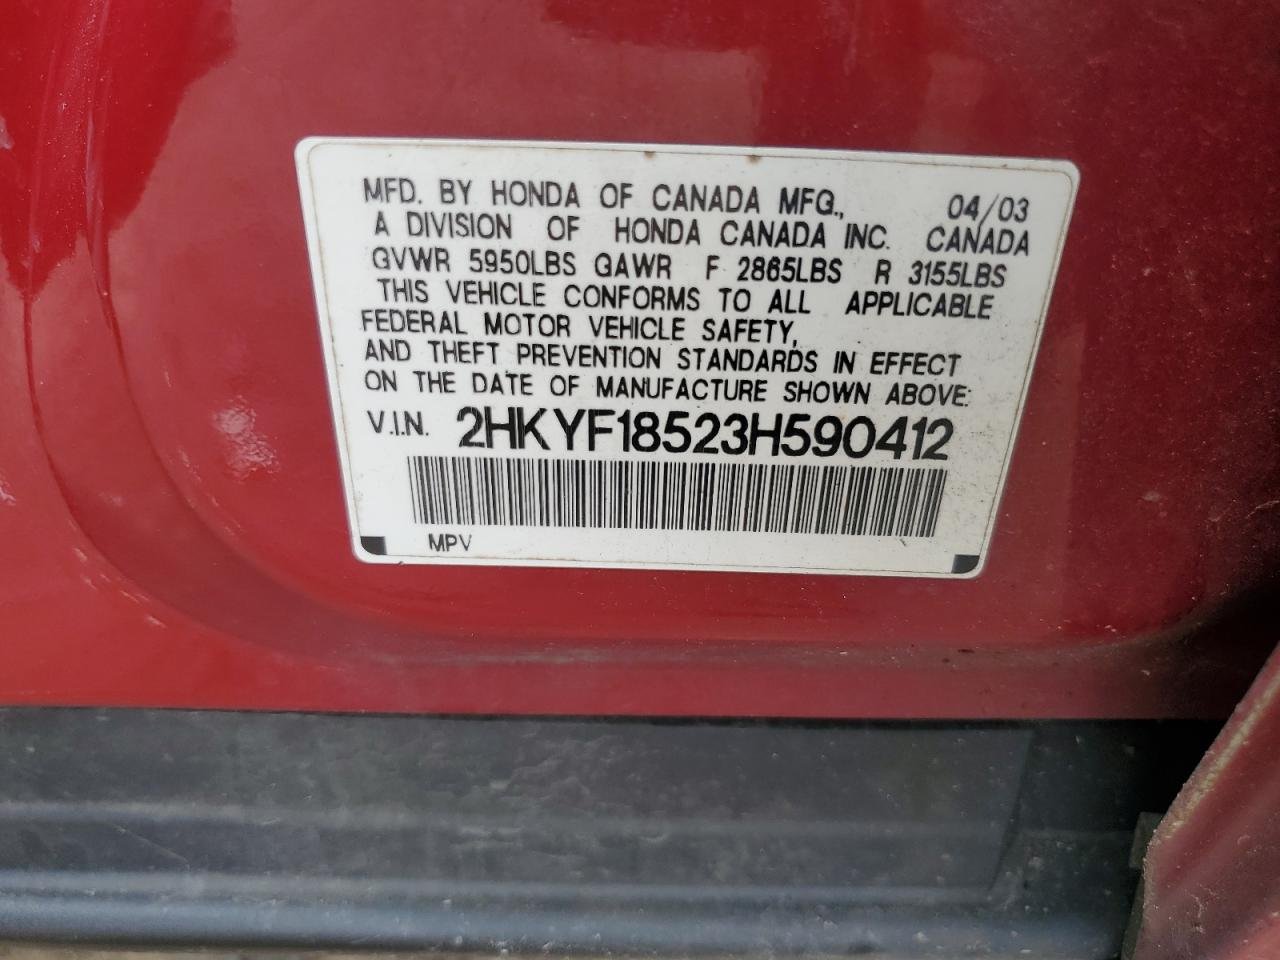 MFD. BY HONDA OF CANADA MFG., 04/03
A DIVISION OF HONDA CANADA INC. CANADA
GVWR 5950LBS GAWR F 2865LBS R 3155LBS
THIS VEHICLE CONFORMS TO ALL APPLICABLE
FEDERAL MOTOR VEHICLE SAFETY,
AND THEFT PREVENTION STANDARDS IN EFFECT
ON THE DATE OF MANUFACTURE SHOWN ABOVE:
V.I.N. 2HKYF18523H590412
MPV